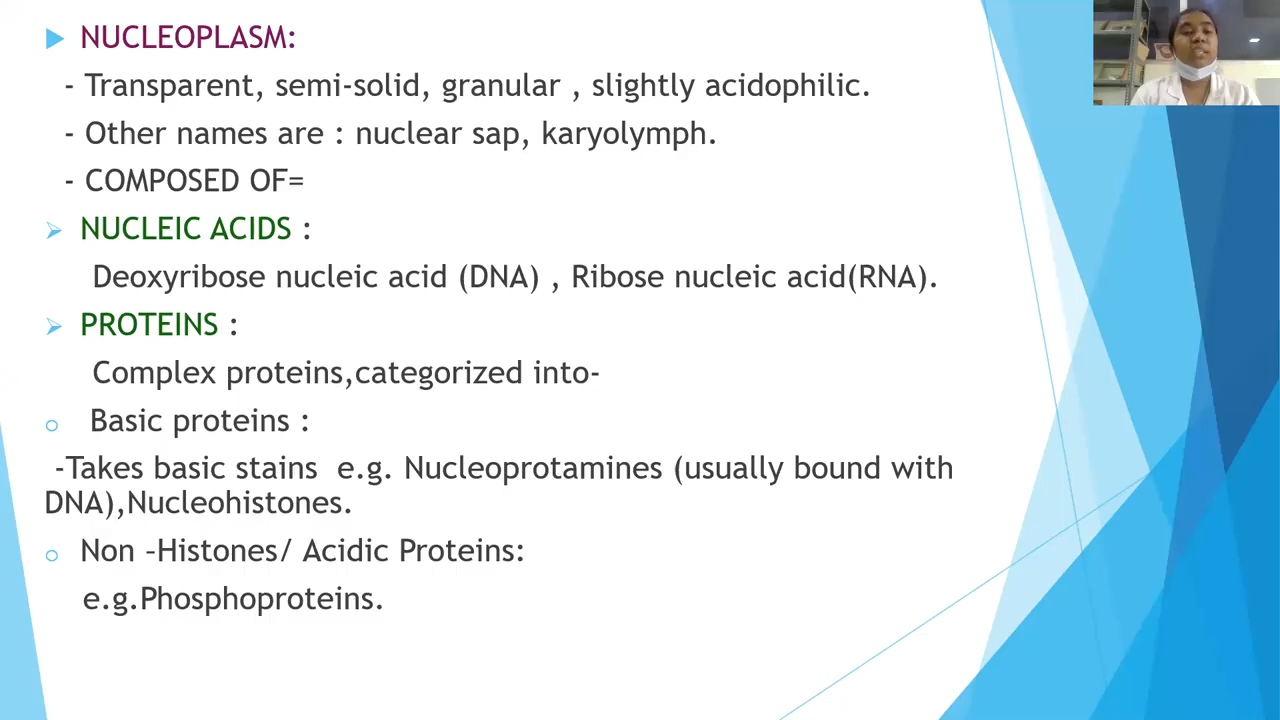 NUCLEOPLASM:
- Transparent, semi-solid, granular , slightly acidophilic.
- Other names are : nuclear sap, karyolymph.
- COMPOSED OF=
NUCLEIC ACIDS :
Deoxyribose nucleic acid (DNA) , Ribose nucleic acid(RNA).
PROTEINS :
Complex proteins,categorized into-
Basic proteins :
-Takes basic stains e.g. Nucleoprotamines (usually bound with
DNA),Nucleohistones.
Non –Histones/ Acidic Proteins:
e.g.Phosphoproteins.